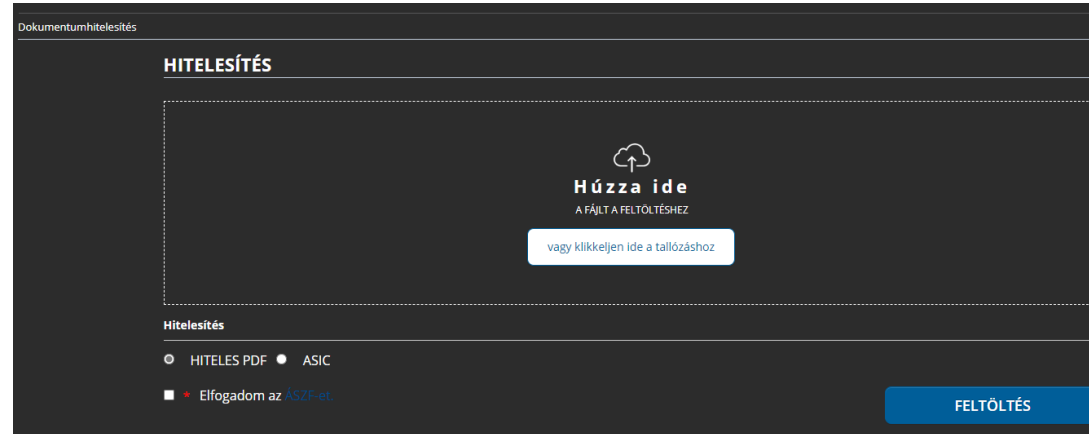 Dokumentumhitelesítés
HITELESÍTÉS
Húzza ide
A FÁJLT A FELTÖLTÉSHEZ
vagy klikkeljen ide a tallózáshoz
Hitelesítés
HITELES PDF ASIC
* Elfogadom az ÁSZF-et.
FELTÖLTÉS